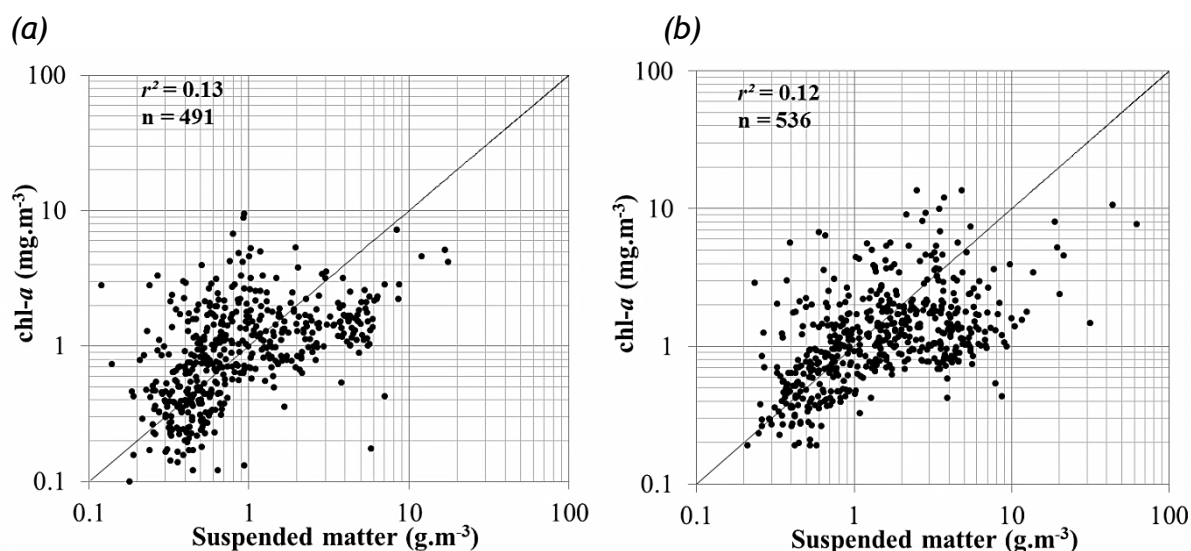 (a)
100
r² = 0.13
n = 491
10
1
0.1
chl-a (mg.m⁻³)
0.1
1
10
100
Suspended matter (g.m⁻³)
(b)
100
r² = 0.12
n = 536
10
1
0.1
chl-a (mg.m⁻³)
0.1
1
10
100
Suspended matter (g.m⁻³)